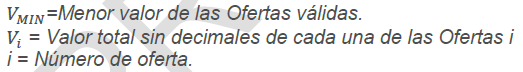 V_MIN=Menor valor de las Ofertas válidas.
V_i = Valor total sin decimales de cada una de las Ofertas i
i = Número de oferta.